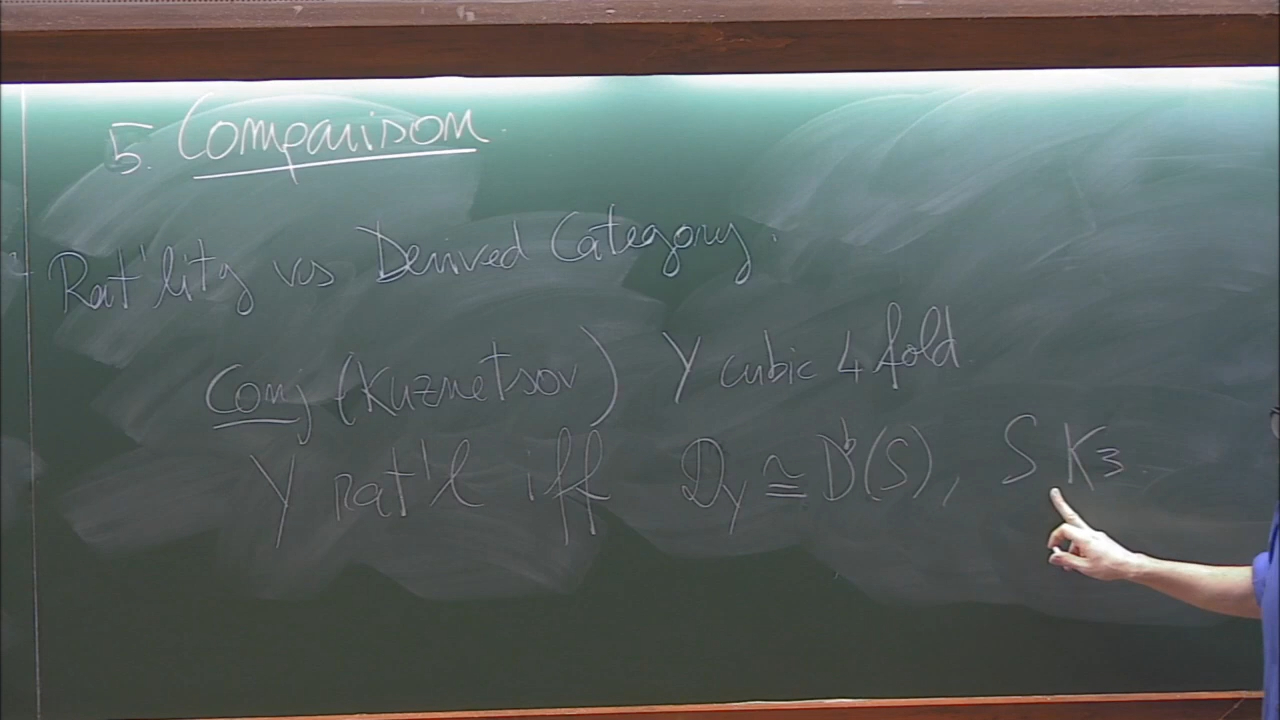 5. Comparison.
Rat'lity vs Derived Category.
Conj (Kuznetsov) Y cubic 4 fold
Y rat'l iff D_Y ≅ D^b(S), S K3.